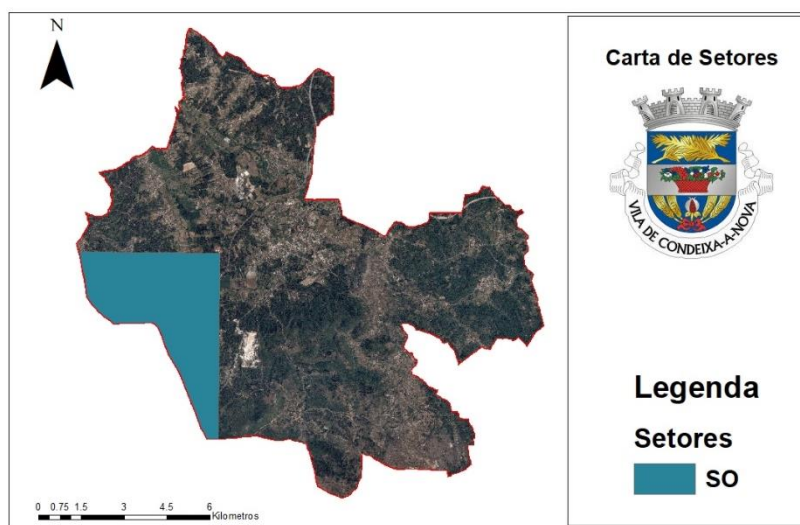 N
Carta de Setores
VILA DE CONDEIXA-A-NOVA
Legenda
Setores
SO
0 0.75 1.5 3 4.5 6
Kilometros